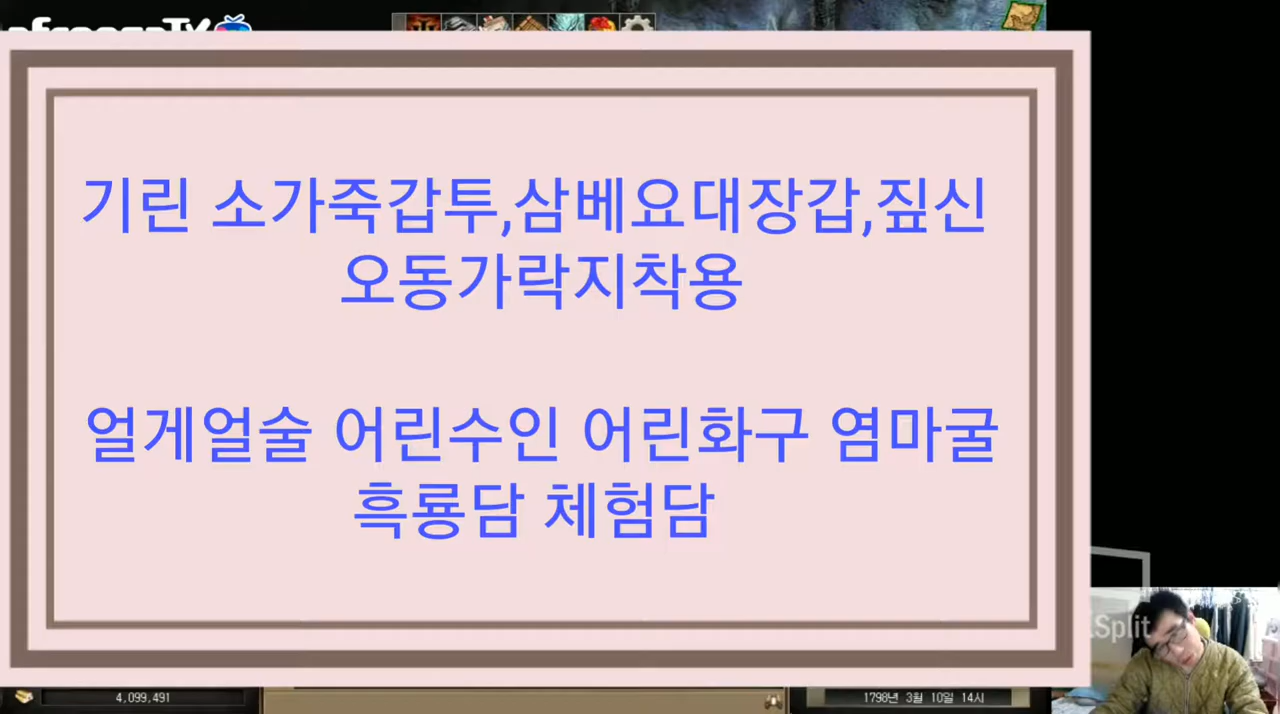 기린 소가죽갑투,삼베요대장갑,짚신
오동가락지착용
얼게얼술 어린수인 어린화구 염마굴
흑룡담 체험담
Split
4,099,491
1798년 3월 10일 14시